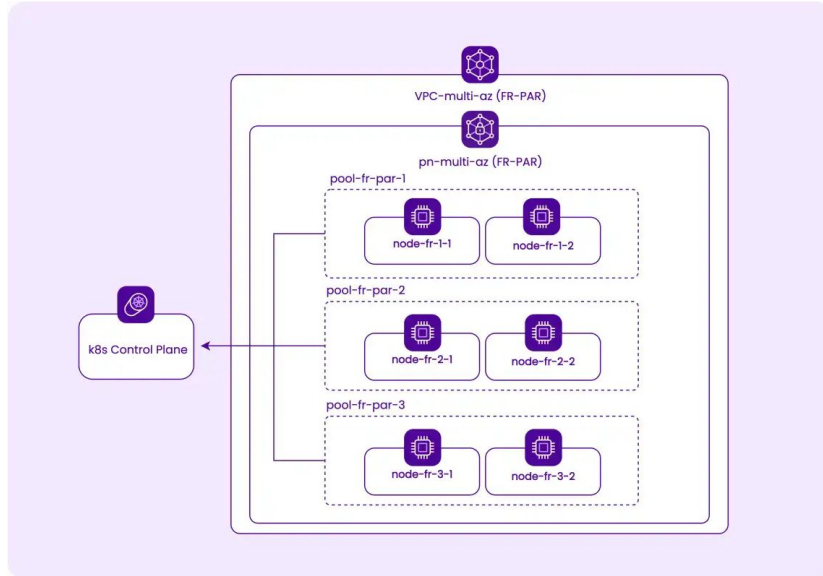 VPC-multi-az (FR-PAR)
pn-multi-az (FR-PAR)
pool-fr-par-1
node-fr-1-1
node-fr-1-2
pool-fr-par-2
k8s Control Plane
node-fr-2-1
node-fr-2-2
pool-fr-par-3
node-fr-3-1
node-fr-3-2